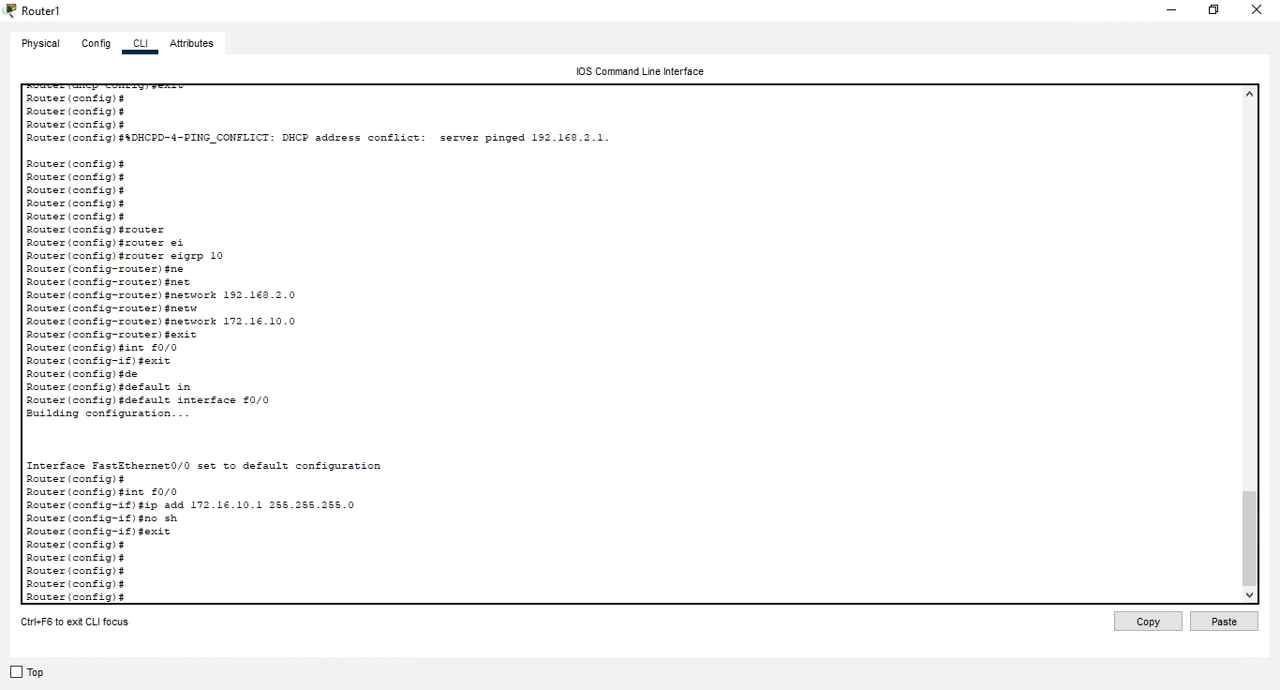 Router1
Physical Config CLI Attributes
IOS Command Line Interface
Router(dhcp-config)#exit
Router(config)#
Router(config)#
Router(config)#
Router(config)#%DHCPD-4-PING_CONFLICT: DHCP address conflict:  server pinged 192.168.2.1.
Router(config)#
Router(config)#
Router(config)#
Router(config)#
Router(config)#
Router(config)#router
Router(config)#router ei
Router(config)#router eigrp 10
Router(config-router)#ne
Router(config-router)#net
Router(config-router)#network 192.168.2.0
Router(config-router)#netw
Router(config-router)#network 172.16.10.0
Router(config-router)#exit
Router(config)#int f0/0
Router(config-if)#exit
Router(config)#de
Router(config)#default in
Router(config)#default interface f0/0
Building configuration...
Interface FastEthernet0/0 set to default configuration
Router(config)#
Router(config)#int f0/0
Router(config-if)#ip add 172.16.10.1 255.255.255.0
Router(config-if)#no sh
Router(config-if)#exit
Router(config)#
Router(config)#
Router(config)#
Router(config)#
Router(config)#
Ctrl+F6 to exit CLI focus
Copy Paste
Top